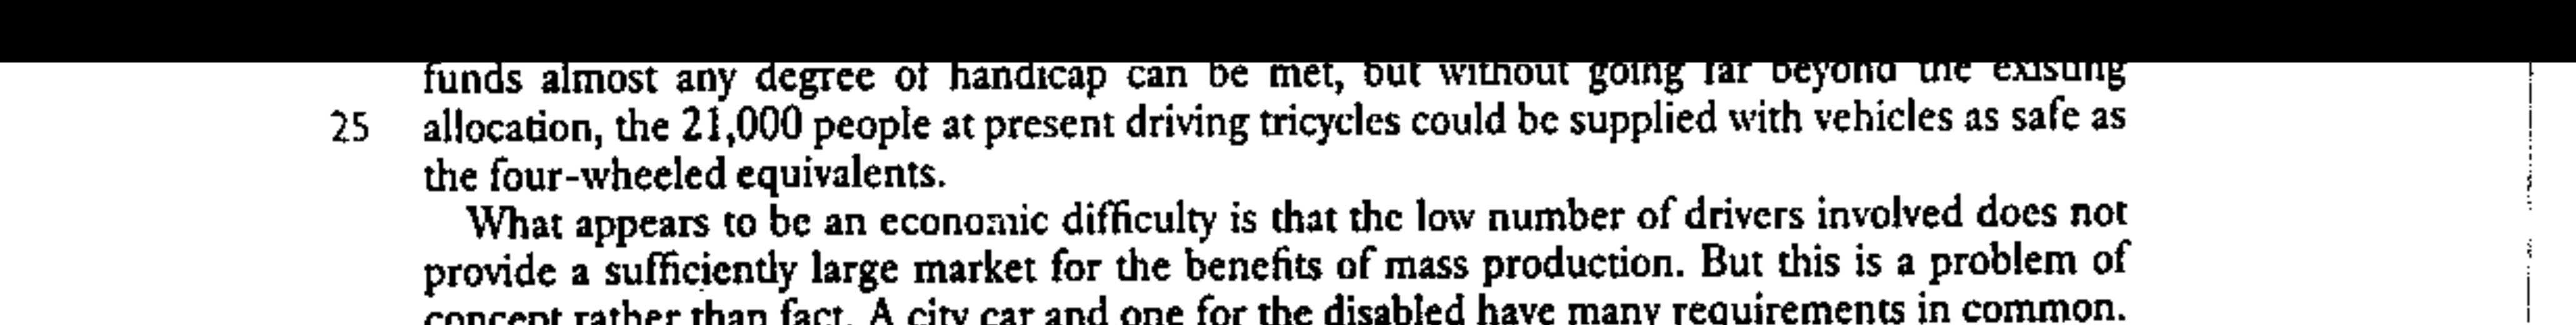 funds almost any degree of handicap can be met, but without going far beyond the existing
25 allocation, the 21,000 people at present driving tricycles could be supplied with vehicles as safe as
the four-wheeled equivalents.
What appears to be an economic difficulty is that the low number of drivers involved does not
provide a sufficiently large market for the benefits of mass production. But this is a problem of
concept rather than fact. A city car and one for the disabled have many requirements in common.